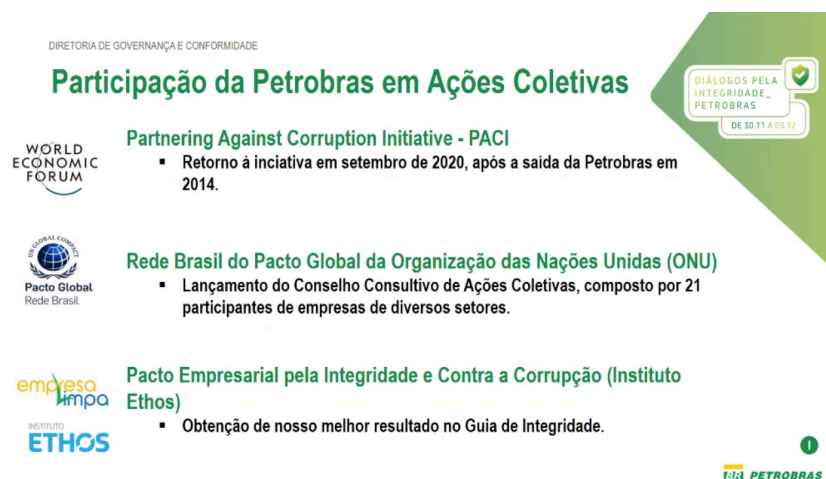 DIRETORIA DE GOVERNANÇA E CONFORMIDADE
Participação da Petrobras em Ações Coletivas
DIÁLOGOS PELA
INTEGRIDADE_
PETROBRAS
DE 30.11 A 03.12
WORLD
ECONOMIC
FORUM
Partnering Against Corruption Initiative - PACI
▪ Retorno à inciativa em setembro de 2020, após a saída da Petrobras em
2014.
UN GLOBAL COMPACT
Pacto Global
Rede Brasil
Rede Brasil do Pacto Global da Organização das Nações Unidas (ONU)
▪ Lançamento do Conselho Consultivo de Ações Coletivas, composto por 21
participantes de empresas de diversos setores.
empresa
limpa
INSTITUTO
ETHOS
Pacto Empresarial pela Integridade e Contra a Corrupção (Instituto
Ethos)
▪ Obtenção de nosso melhor resultado no Guia de Integridade.
I
BR PETROBRAS